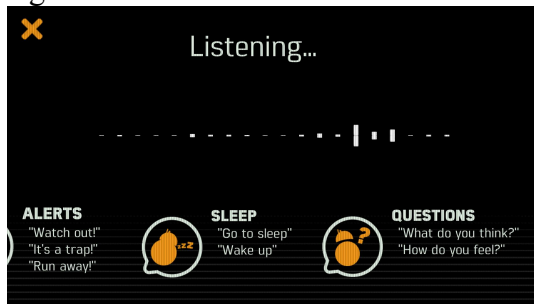 Listening...
ALERTS
"Watch out!"
"It's a trap!"
"Run away!"
zzZ
SLEEP
"Go to sleep"
"Wake up"
?
QUESTIONS
"What do you think?"
"How do you feel?"